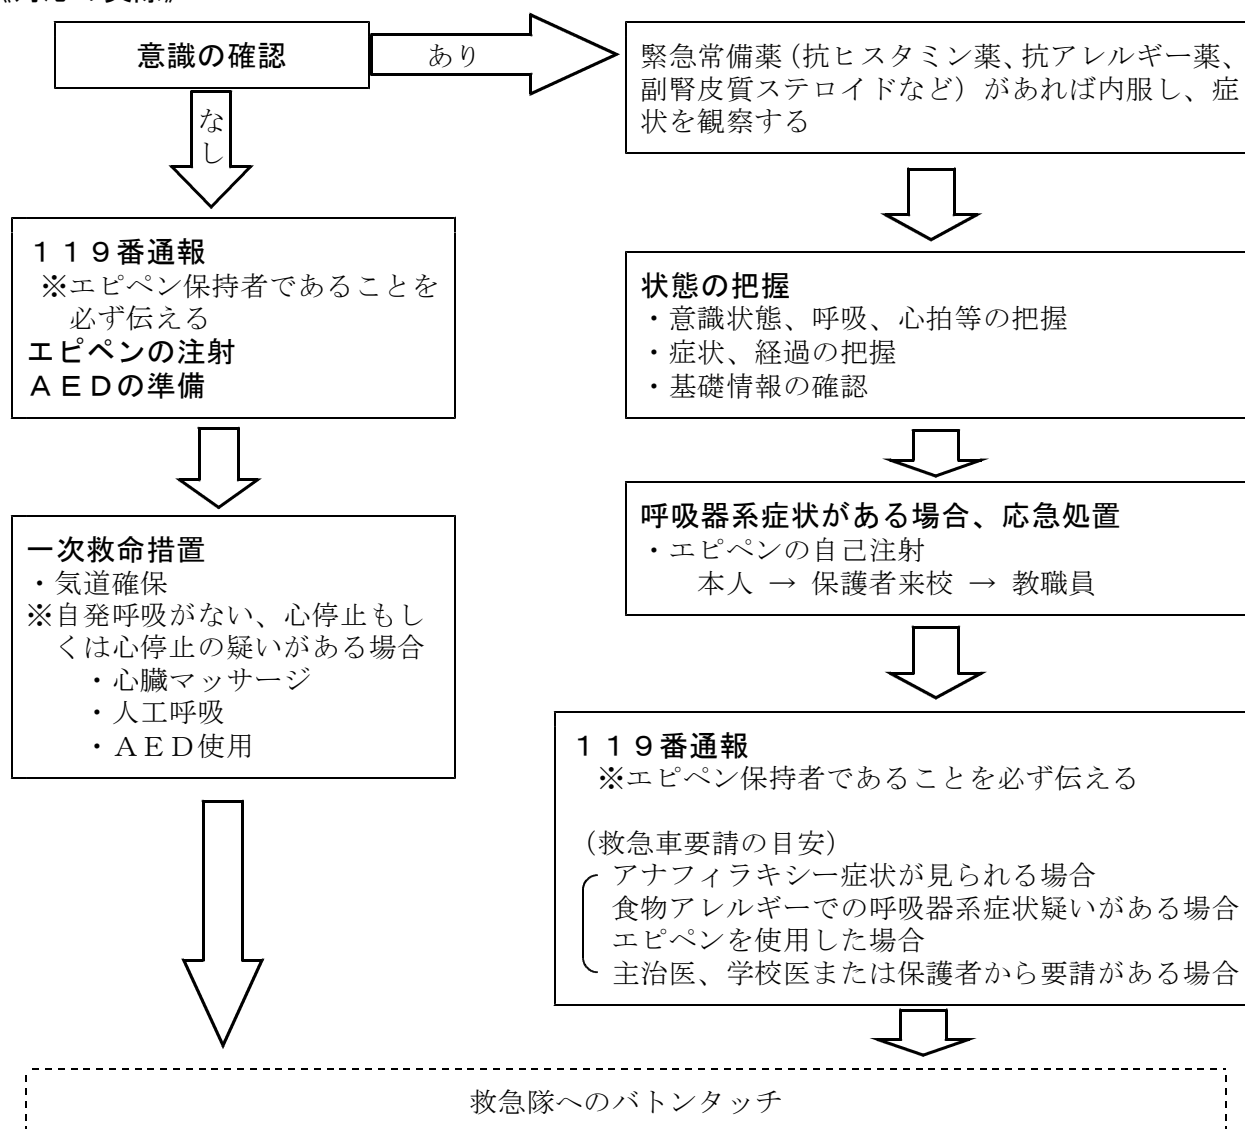 意識の確認
あり
なし
緊急常備薬（抗ヒスタミン薬、抗アレルギー薬、
副腎皮質ステロイドなど）があれば内服し、症
状を観察する
１１９番通報
※エピペン保持者であることを
必ず伝える
エピペンの注射
ＡＥＤの準備
状態の把握
・意識状態、呼吸、心拍等の把握
・症状、経過の把握
・基礎情報の確認
一次救命措置
・気道確保
※自発呼吸がない、心停止もし
くは心停止の疑いがある場合
・心臓マッサージ
・人工呼吸
・ＡＥＤ使用
呼吸器系症状がある場合、応急処置
・エピペンの自己注射
本人 → 保護者来校 → 教職員
１１９番通報
※エピペン保持者であることを必ず伝える
（救急車要請の目安）
アナフィラキシー症状が見られる場合
食物アレルギーでの呼吸器系症状疑いがある場合
エピペンを使用した場合
主治医、学校医または保護者から要請がある場合
救急隊へのバトンタッチ